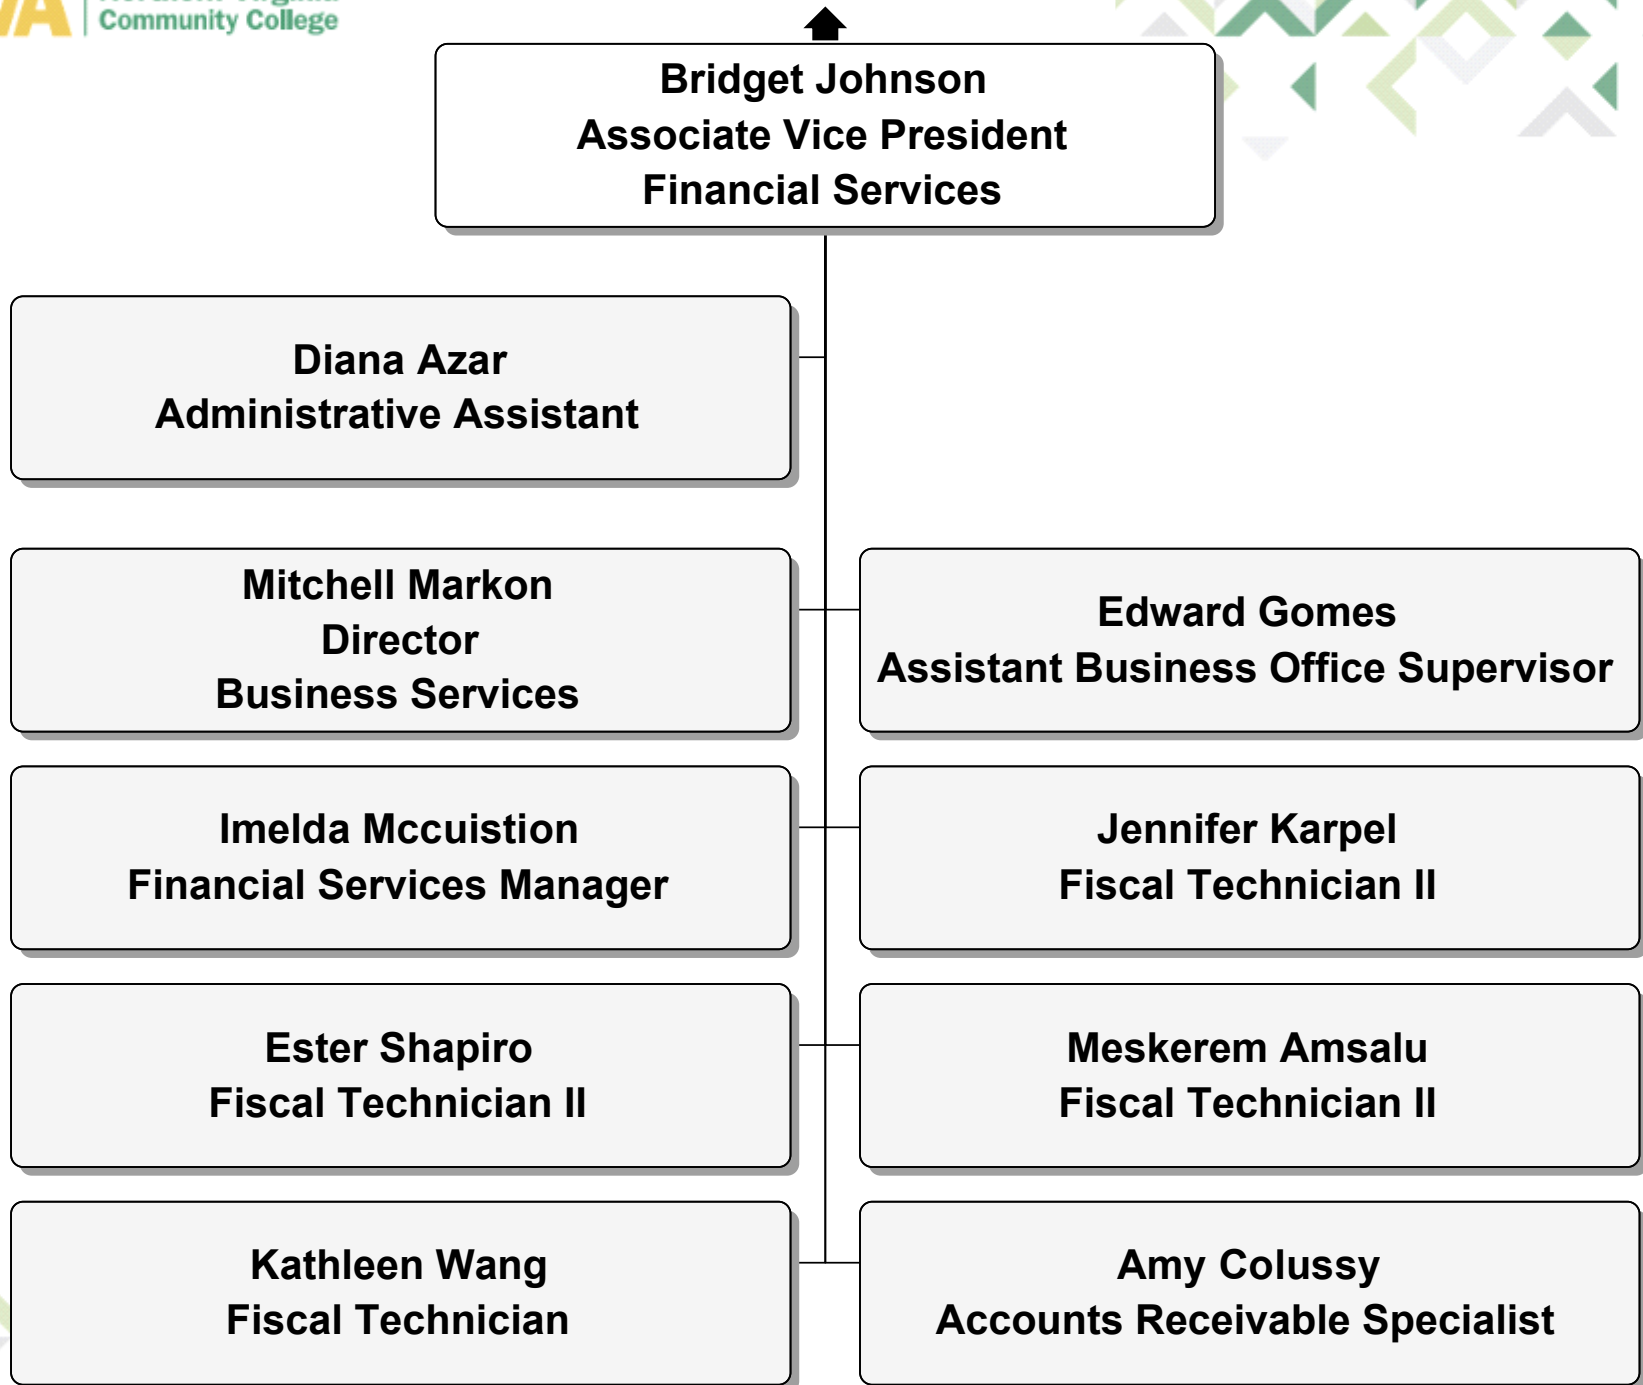 Community College
Bridget Johnson
Associate Vice President
Financial Services
Diana Azar
Administrative Assistant
Mitchell Markon
Director
Business Services
Edward Gomes
Assistant Business Office Supervisor
Imelda Mccuistion
Financial Services Manager
Jennifer Karpel
Fiscal Technician II
Ester Shapiro
Fiscal Technician II
Meskerem Amsalu
Fiscal Technician II
Kathleen Wang
Fiscal Technician
Amy Colussy
Accounts Receivable Specialist